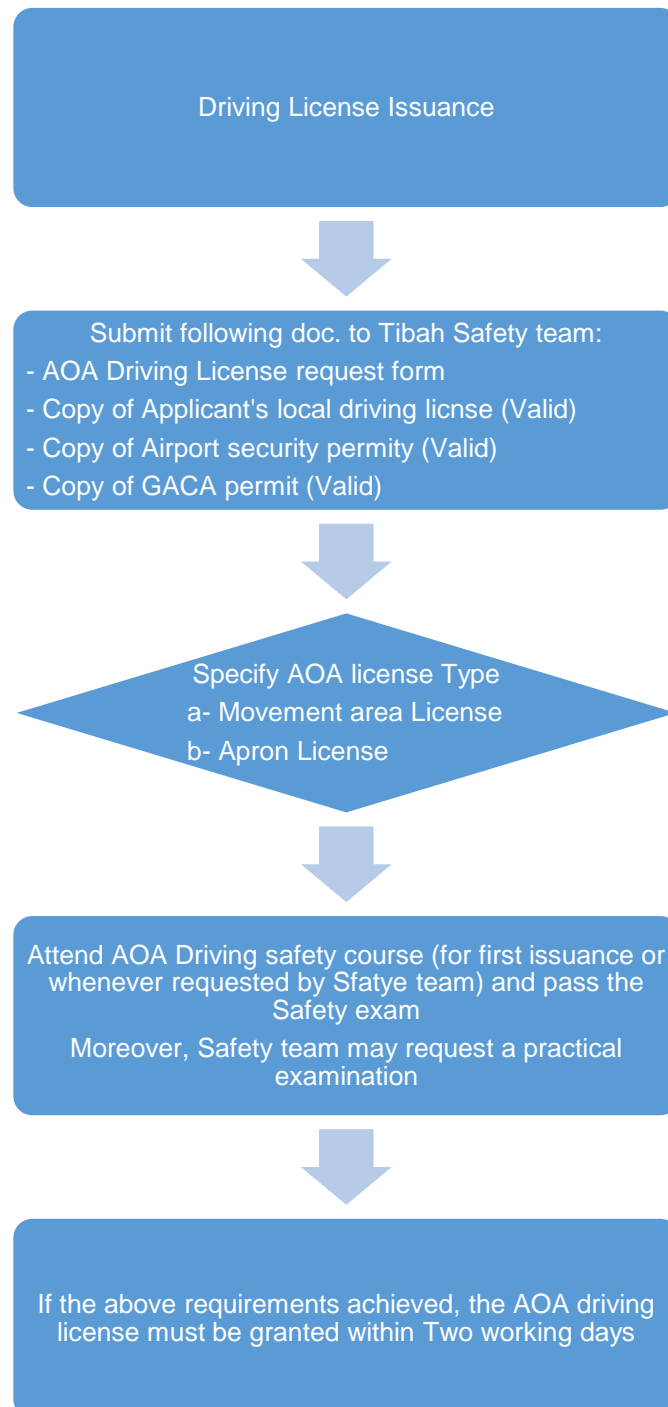 Driving License Issuance
Submit following doc. to Tibah Safety team:
- AOA Driving License request form
- Copy of Applicant's local driving licnse (Valid)
- Copy of Airport security permity (Valid)
- Copy of GACA permit (Valid)
Specify AOA license Type
a- Movement area License
b- Apron License
Attend AOA Driving safety course (for first issuance or
whenever requested by Sfatye team) and pass the
Safety exam
Moreover, Safety team may request a practical
examination
If the above requirements achieved, the AOA driving
license must be granted within Two working days